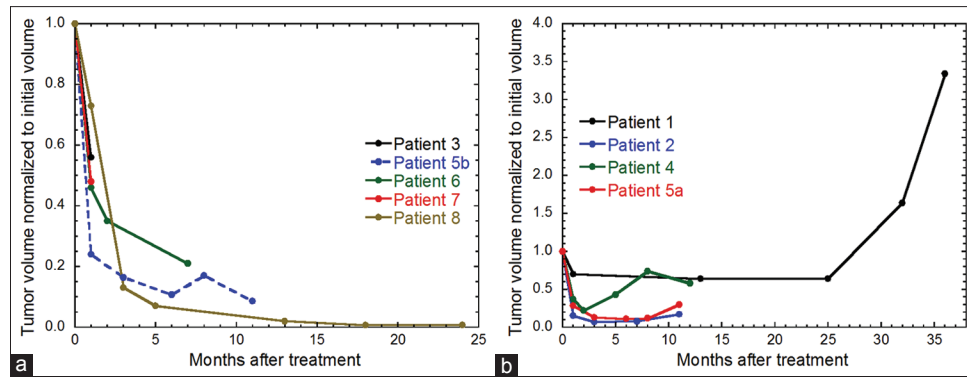 Tumor volume normalized to initial volume
1.0
0.8
0.6
0.4
0.2
0.0
0 5 10 15 20 25
Months after treatment
Patient 3
Patient 5b
Patient 6
Patient 7
Patient 8
a
Tumor volume normalized to initial volume
4.0
3.5
3.0
2.5
2.0
1.5
1.0
0.5
0.0
0 5 10 15 20 25 30 35
Months after treatment
Patient 1
Patient 2
Patient 4
Patient 5a
b